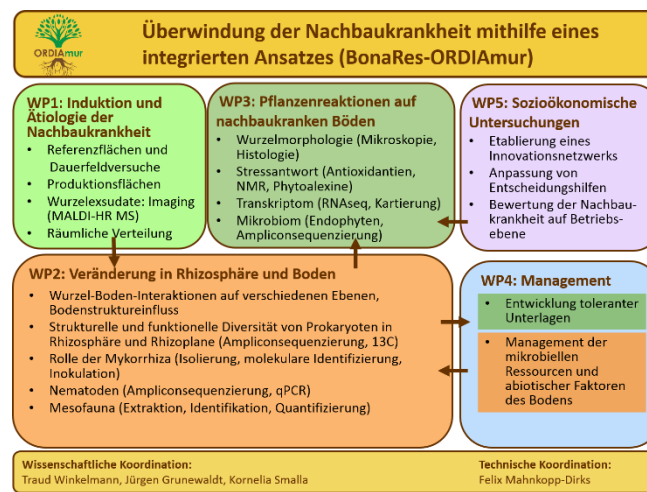 ORDIAmur
Überwindung der Nachbaukrankheit mithilfe eines
integrierten Ansatzes (BonaRes-ORDIAmur)
WP1: Induktion und
Ätiologie der
Nachbaukrankheit
• Referenzflächen und
Dauerfeldversuche
• Produktionsflächen
• Wurzelexsudate: Imaging
(MALDI-HR MS)
• Räumliche Verteilung
WP3: Pflanzenreaktionen auf
nachbaukranken Böden
• Wurzelmorphologie (Mikroskopie,
Histologie)
• Stressantwort (Antioxidantien,
NMR, Phytoalexine)
• Transkriptom (RNAseq, Kartierung)
• Mikrobiom (Endophyten,
Ampliconsequenzierung)
WP5: Sozioökonomische
Untersuchungen
• Etablierung eines
Innovationsnetzwerks
• Anpassung von
Entscheidungshilfen
• Bewertung der Nachbau-
krankheit auf Betriebs-
ebene
WP2: Veränderung in Rhizosphäre und Boden
• Wurzel-Boden-Interaktionen auf verschiedenen Ebenen,
Bodenstruktureinfluss
• Strukturelle und funktionelle Diversität von Prokaryoten in
Rhizosphäre und Rhizoplane (Ampliconsequenzierung, 13C)
• Rolle der Mykorrhiza (Isolierung, molekulare Identifizierung,
Inokulation)
• Nematoden (Ampliconsequenzierung, qPCR)
• Mesofauna (Extraktion, Identifikation, Quantifizierung)
WP4: Management
• Entwicklung toleranter
Unterlagen
• Management der
mikrobiellen
Ressourcen und
abiotischer Faktoren
des Bodens
Wissenschaftliche Koordination:
Traud Winkelmann, Jürgen Grunewaldt, Kornelia Smalla
Technische Koordination:
Felix Mahnkopp-Dirks